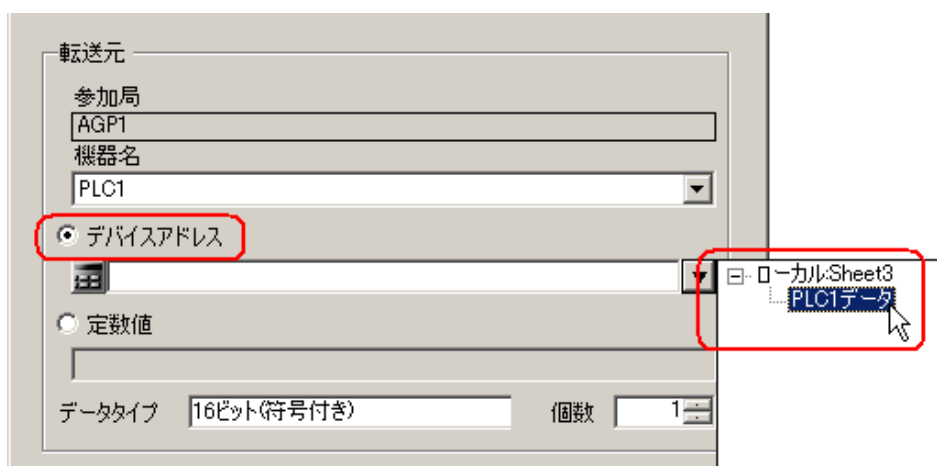 転送元
参加局
AGP1
機器名
PLC1
デバイスアドレス
ローカル:Sheet3
PLC1データ
定数値
データタイプ 16ビット(符号付き) 個数 1